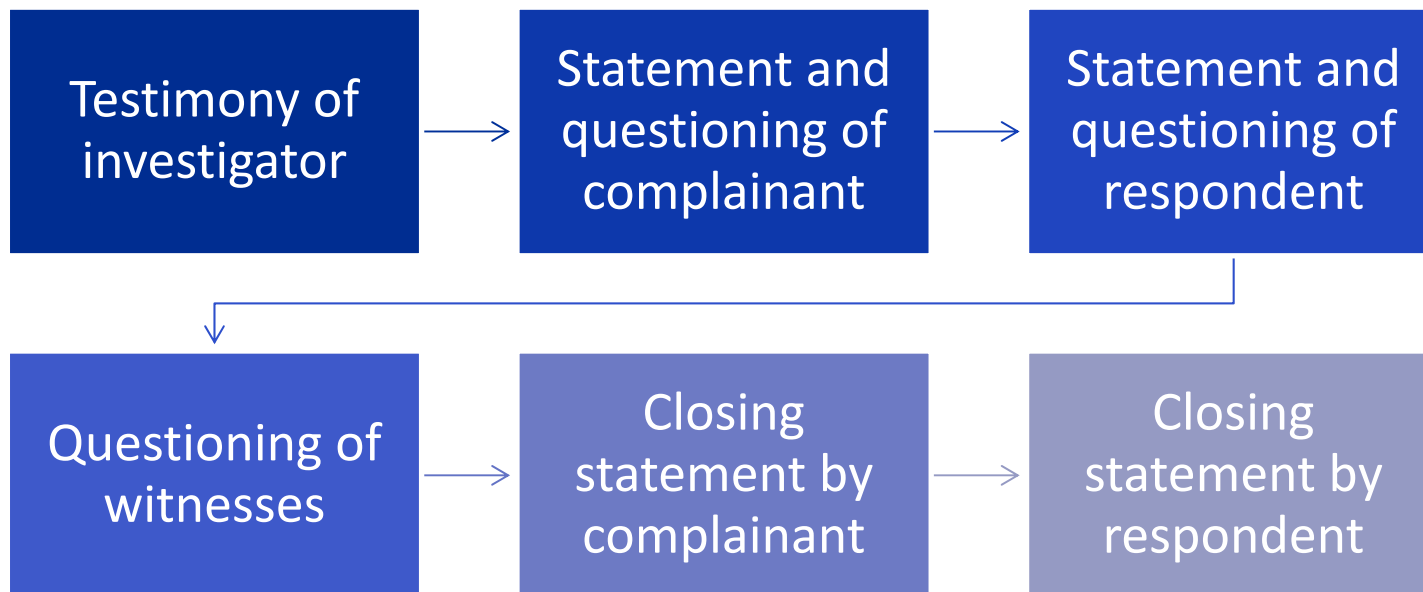 Testimony of
investigator
Statement and
questioning of
complainant
Statement and
questioning of
respondent
Questioning of
witnesses
Closing
statement by
complainant
Closing
statement by
respondent